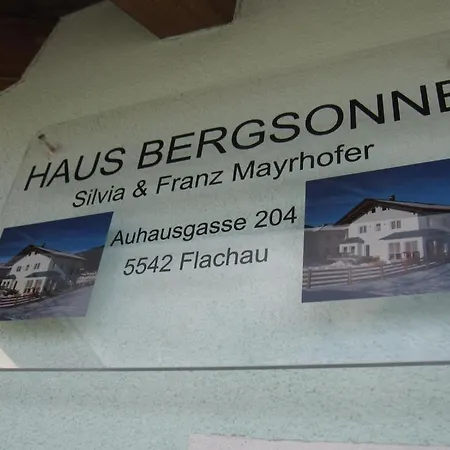 HAUS BERGSONNE
Silvia & Franz Mayrhofer
Auhausgasse 204
5542 Flachau